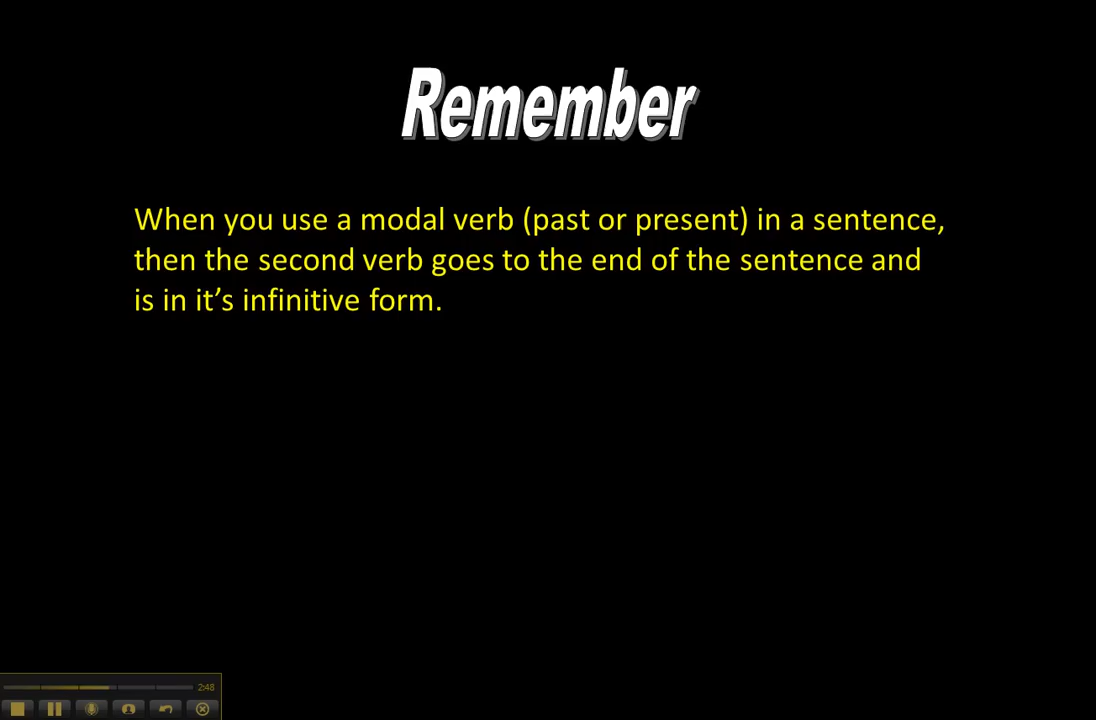 Remember
When you use a modal verb (past or present) in a sentence,
then the second verb goes to the end of the sentence and
is in it’s infinitive form.
2:48